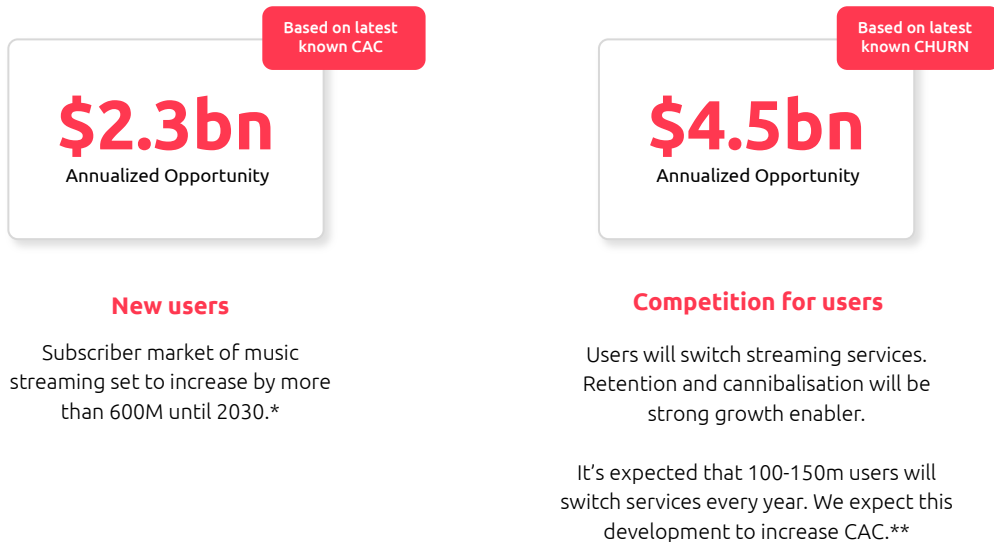 Based on latest
known CAC
$2.3bn
Annualized Opportunity
New users
Subscriber market of music
streaming set to increase by more
than 600M until 2030.*
Based on latest
known CHURN
$4.5bn
Annualized Opportunity
Competition for users
Users will switch streaming services.
Retention and cannibalisation will be
strong growth enabler.
It's expected that 100-150m users will
switch services every year. We expect this
development to increase CAC.**